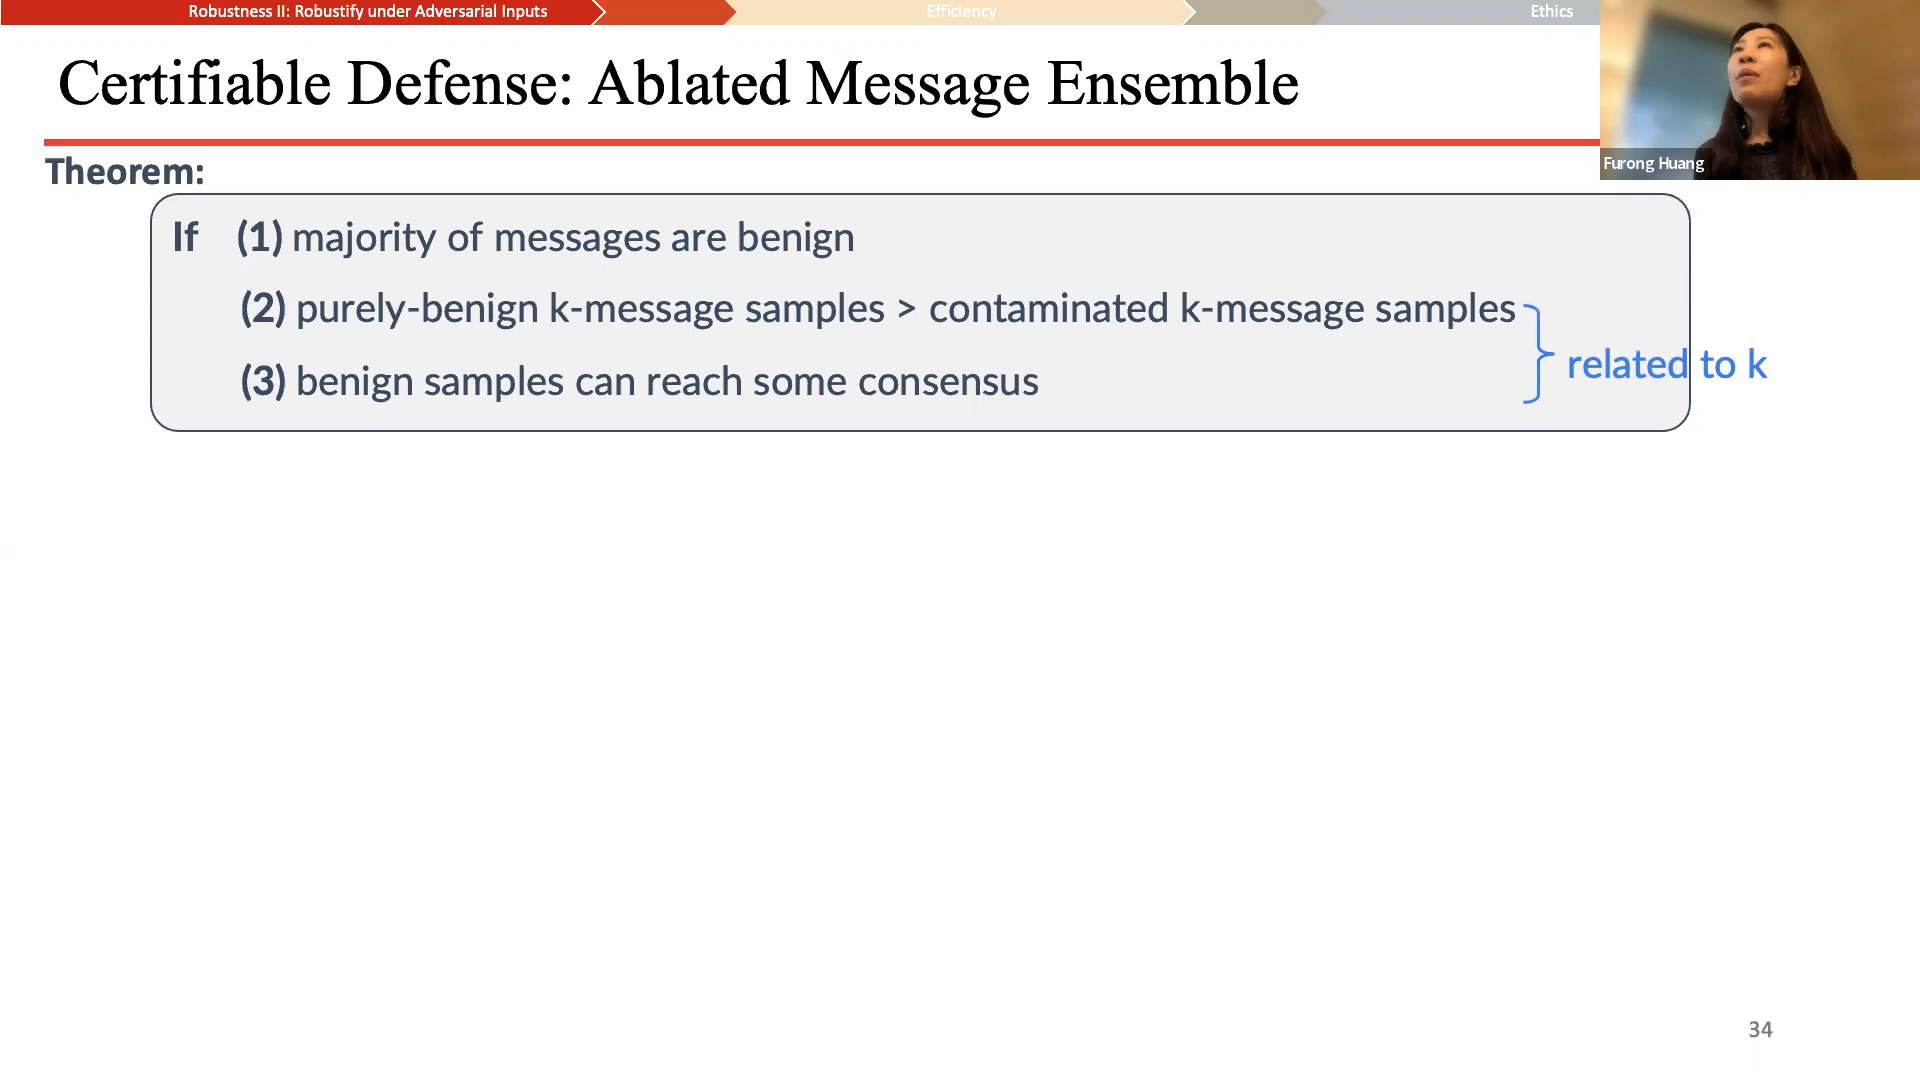 Robustness II: Robustify under Adversarial Inputs
Efficiency
Ethics
Certifiable Defense: Ablated Message Ensemble
Furong Huang
Theorem:
If (1) majority of messages are benign
(2) purely-benign k-message samples > contaminated k-message samples
related to k
(3) benign samples can reach some consensus
34